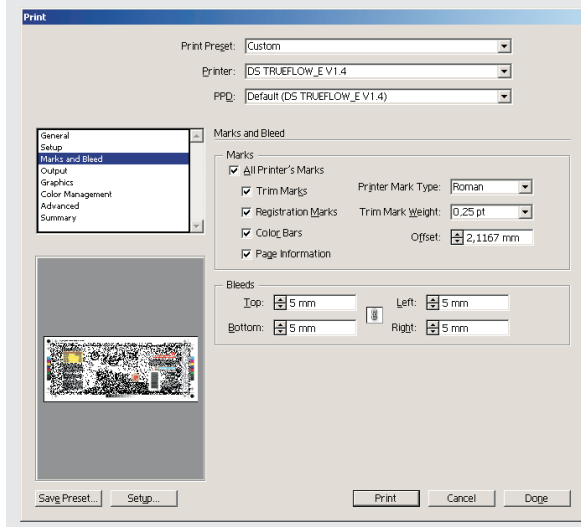 Print
Print Preset: Custom
Printer: DS TRUEFLOW_E V1.4
PPD: Default (DS TRUEFLOW_E V1.4)
General
Setup
Marks and Bleed
Output
Graphics
Color Management
Advanced
Summary
Marks and Bleed
Marks
All Printer's Marks
Trim Marks
Registration Marks
Color Bars
Page Information
Printer Mark Type: Roman
Trim Mark Weight: 0,25 pt
Offset: 2,1167 mm
Bleeds
Top: 5 mm
Left: 5 mm
Bottom: 5 mm
Right: 5 mm
Save Preset...
Setup...
Print
Cancel
Done